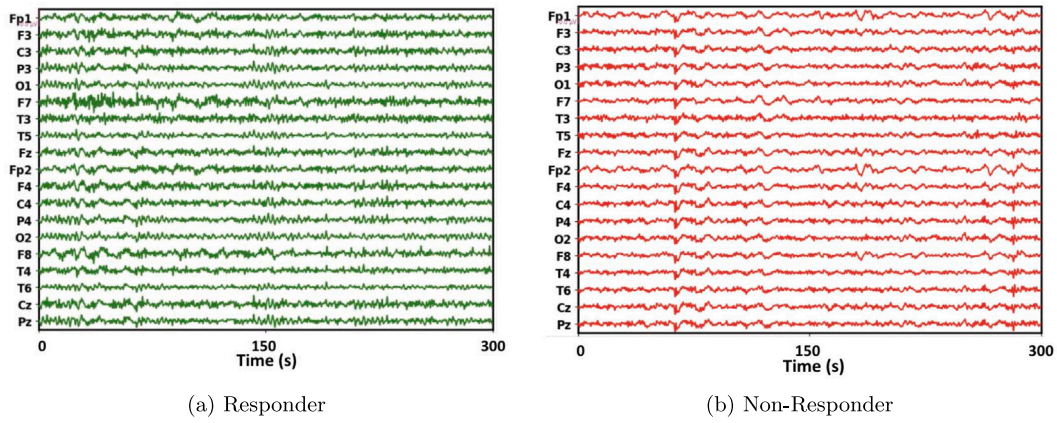 Fp1
F3
C3
P3
O1
F7
T3
T5
Fz
Fp2
F4
C4
P4
O2
F8
T4
T6
Cz
Pz
0 150 300
Time (s)
(a) Responder
Fp1
F3
C3
P3
O1
F7
T3
T5
Fz
Fp2
F4
C4
P4
O2
F8
T4
T6
Cz
Pz
0 150 300
Time (s)
(b) Non-Responder